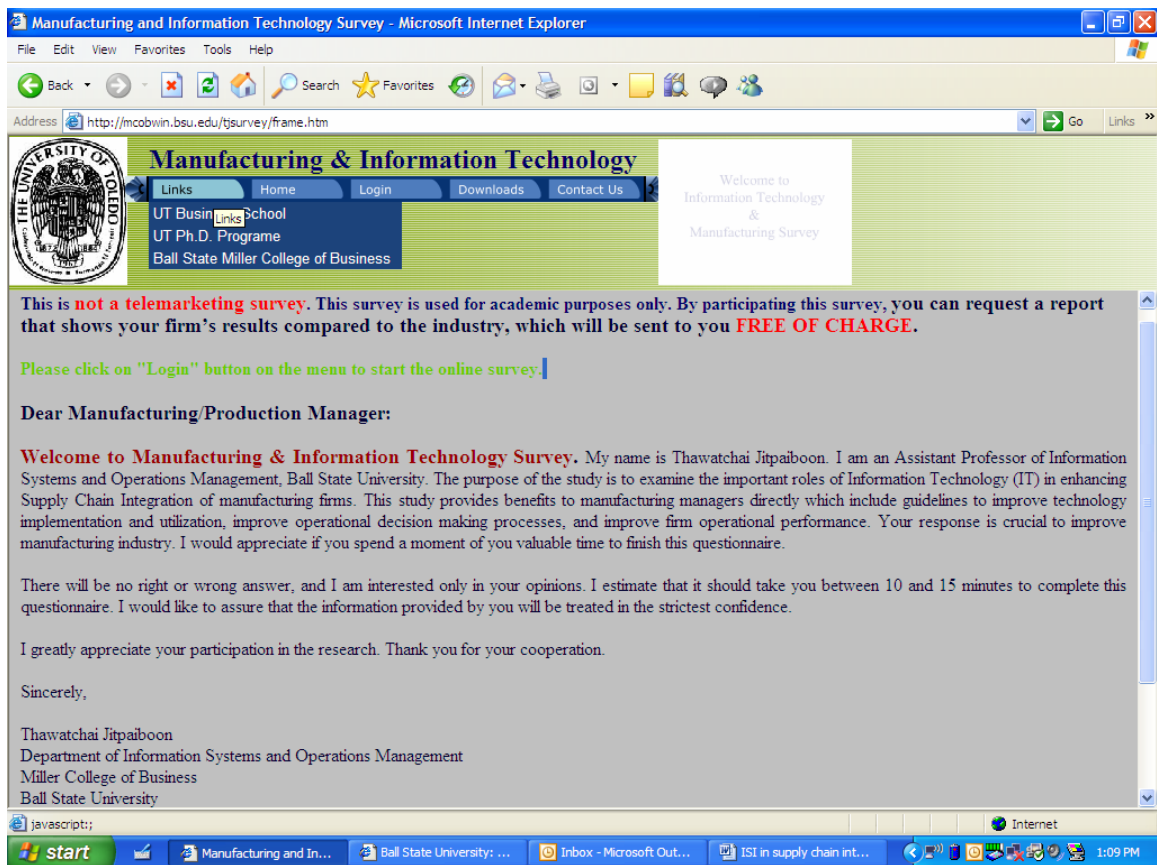 Manufacturing and Information Technology Survey - Microsoft Internet Explorer
File Edit View Favorites Tools Help
Back Search Favorites
Address http://mcobwin.bsu.edu/tjsurvey/frame.htm Go Links »
THE UNIVERSITY OF TOLEDO
1872 1967
Manufacturing & Information Technology
Links Home Login Downloads Contact Us
UT Business School
Links
UT Ph.D. Programe
Ball State Miller College of Business
Welcome to
Information Technology
&
Manufacturing Survey
This is not a telemarketing survey. This survey is used for academic purposes only. By participating this survey, you can request a report
that shows your firm's results compared to the industry, which will be sent to you FREE OF CHARGE.
Please click on "Login" button on the menu to start the online survey.
Dear Manufacturing/Production Manager:
Welcome to Manufacturing & Information Technology Survey. My name is Thawatchai Jitpaiboon. I am an Assistant Professor of Information
Systems and Operations Management, Ball State University. The purpose of the study is to examine the important roles of Information Technology (IT) in enhancing
Supply Chain Integration of manufacturing firms. This study provides benefits to manufacturing managers directly which include guidelines to improve technology
implementation and utilization, improve operational decision making processes, and improve firm operational performance. Your response is crucial to improve
manufacturing industry. I would appreciate if you spend a moment of you valuable time to finish this questionnaire.
There will be no right or wrong answer, and I am interested only in your opinions. I estimate that it should take you between 10 and 15 minutes to complete this
questionnaire. I would like to assure that the information provided by you will be treated in the strictest confidence.
I greatly appreciate your participation in the research. Thank you for your cooperation.
Sincerely,
Thawatchai Jitpaiboon
Department of Information Systems and Operations Management
Miller College of Business
Ball State University
javascript:; Internet
start Manufacturing and In... Ball State University: ... Inbox - Microsoft Out... ISI in supply chain int... 1:09 PM